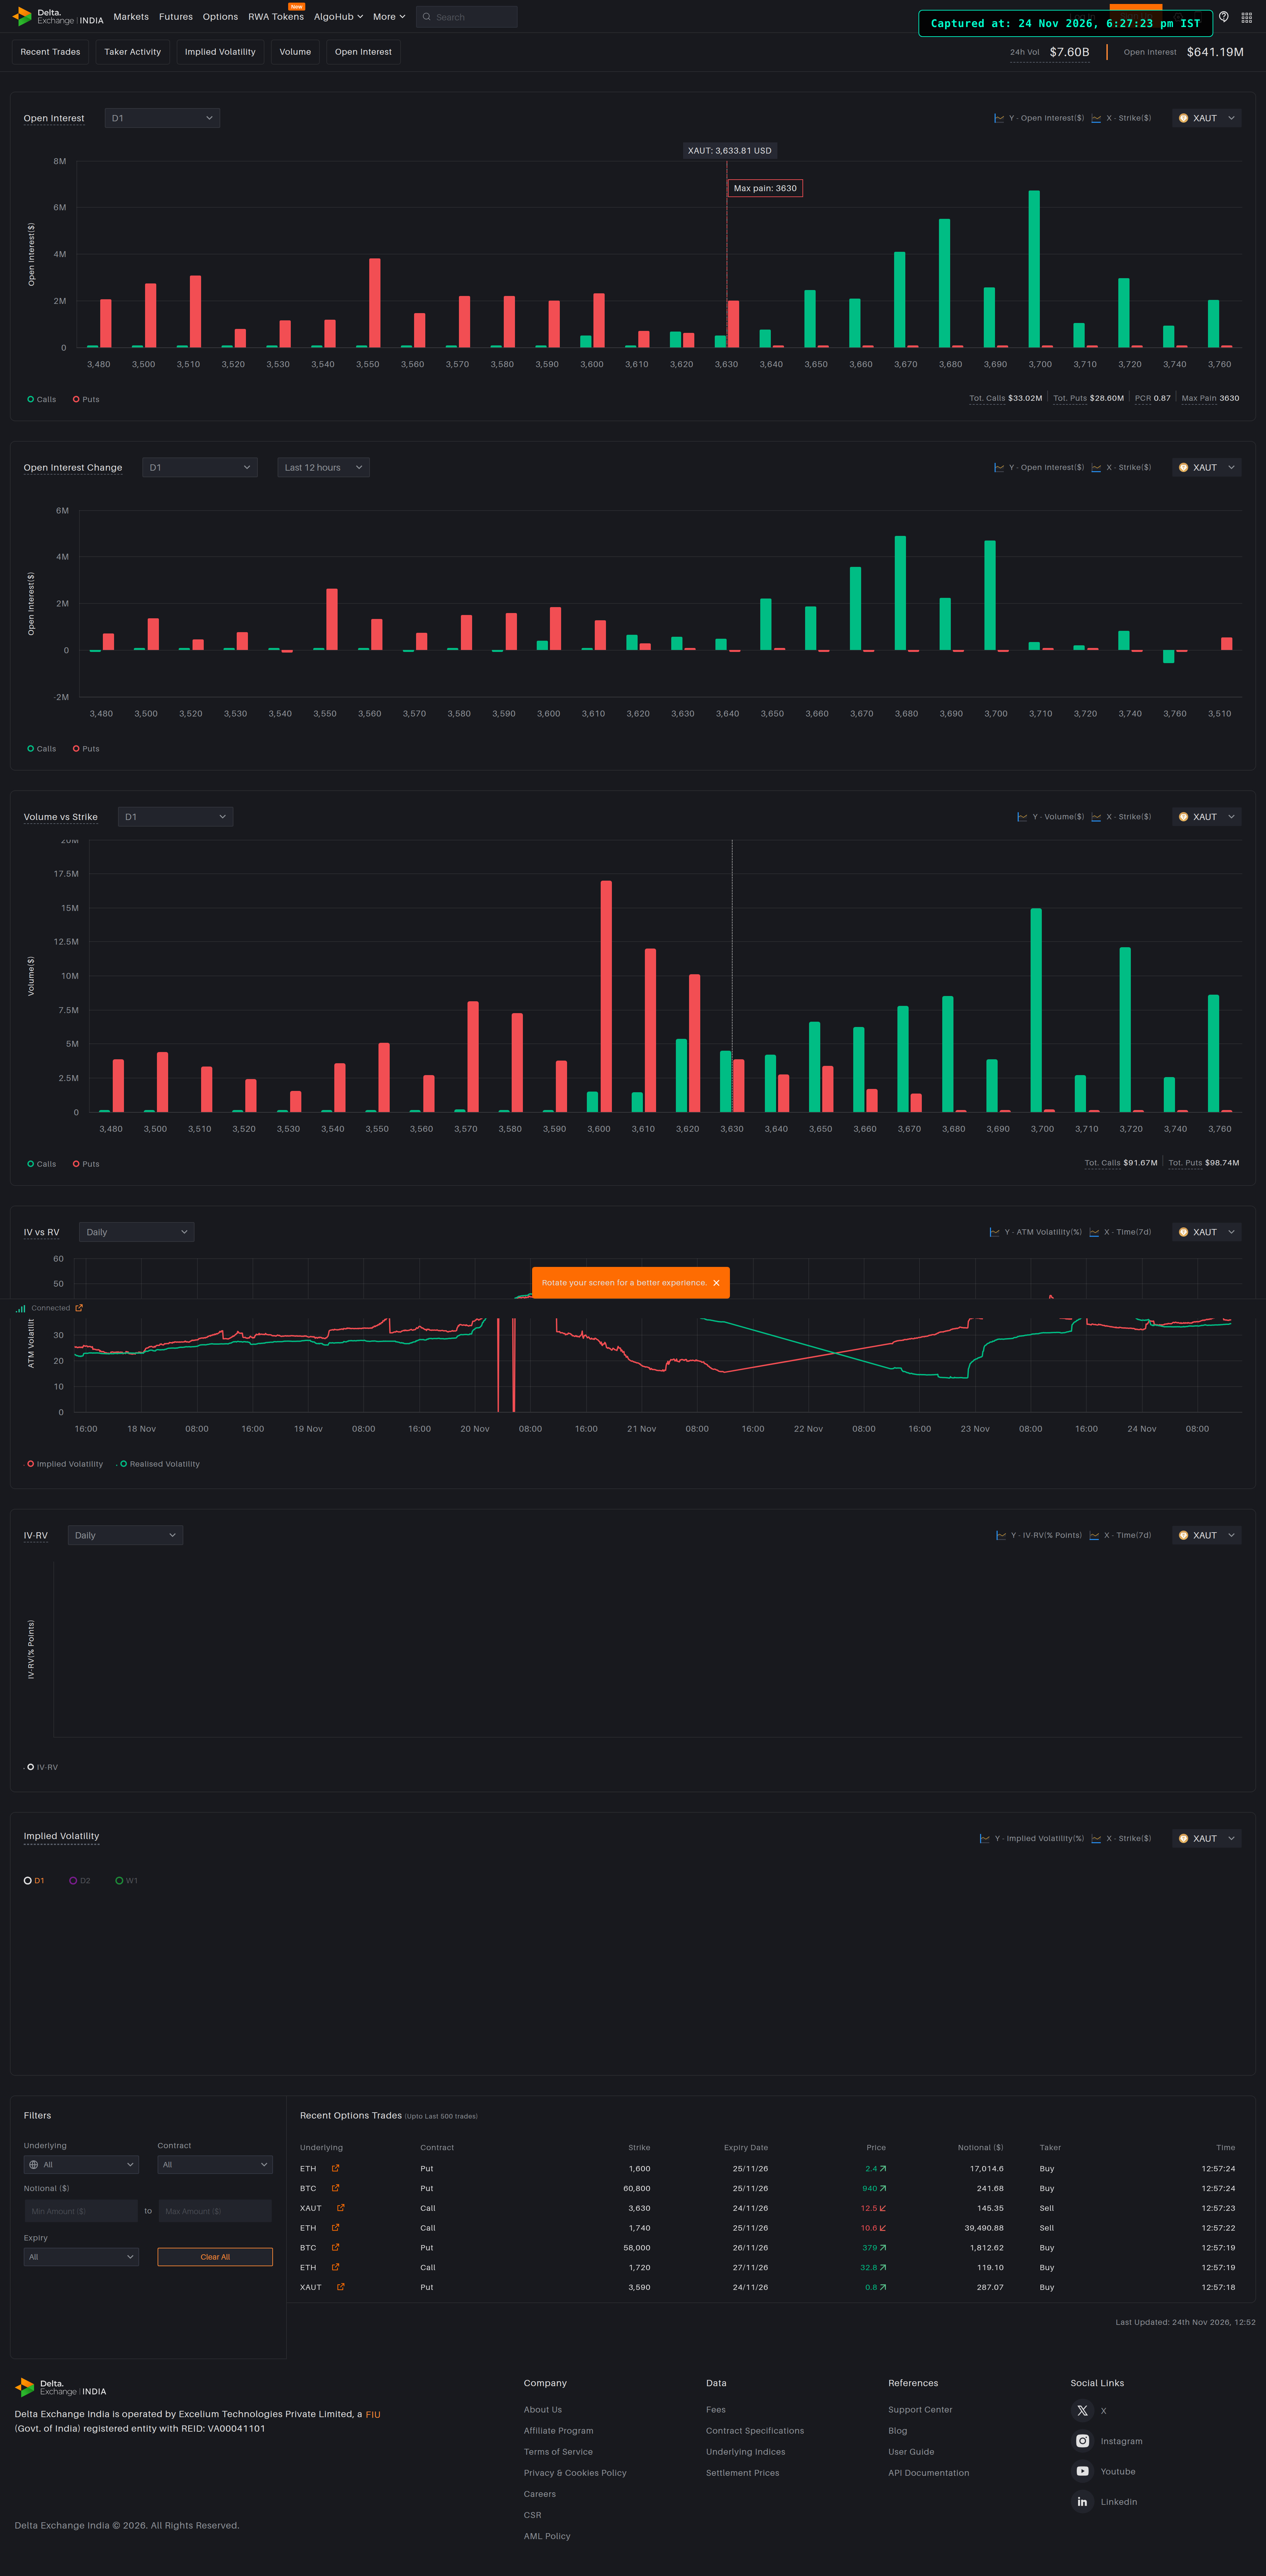 Delta. Exchange | INDIA Markets Futures Options RWA Tokens New AlgoHub More Search
Captured at: 24 Nov 2026, 6:27:23 pm IST
Recent Trades Taker Activity Implied Volatility Volume Open Interest 24h Vol $7.60B Open Interest $641.19M
Open Interest D1 Y - Open Interest($) X - Strike($) XAUT
XAUT: 3,633.81 USD
Max pain: 3630
Open Interest($)
8M
6M
4M
2M
0
3,480 3,500 3,510 3,520 3,530 3,540 3,550 3,560 3,570 3,580 3,590 3,600 3,610 3,620 3,630 3,640 3,650 3,660 3,670 3,680 3,690 3,700 3,710 3,720 3,740 3,760
Calls Puts Tot. Calls $33.02M Tot. Puts $28.60M PCR 0.87 Max Pain 3630
Open Interest Change D1 Last 12 hours Y - Open Interest($) X - Strike($) XAUT
Open Interest($)
6M
4M
2M
0
-2M
3,480 3,500 3,520 3,530 3,540 3,550 3,560 3,570 3,580 3,590 3,600 3,610 3,620 3,630 3,640 3,650 3,660 3,670 3,680 3,690 3,700 3,710 3,720 3,740 3,760 3,510
Calls Puts
Volume vs Strike D1 Y - Volume($) X - Strike($) XAUT
Volume($)
20M
17.5M
15M
12.5M
10M
7.5M
5M
2.5M
0
3,480 3,500 3,510 3,520 3,530 3,540 3,550 3,560 3,570 3,580 3,590 3,600 3,610 3,620 3,630 3,640 3,650 3,660 3,670 3,680 3,690 3,700 3,710 3,720 3,740 3,760
Calls Puts Tot. Calls $91.67M Tot. Puts $98.74M
IV vs RV Daily Y - ATM Volatility(%) X - Time(7d) XAUT
60
50
Rotate your screen for a better experience.
Connected
ATM Volatilit
30
20
10
0
16:00 18 Nov 08:00 16:00 19 Nov 08:00 16:00 20 Nov 08:00 16:00 21 Nov 08:00 16:00 22 Nov 08:00 16:00 23 Nov 08:00 16:00 24 Nov 08:00
Implied Volatility Realised Volatility
IV-RV Daily Y - IV-RV(% Points) X - Time(7d) XAUT
IV-RV(% Points)
IV-RV
Implied Volatility Y - Implied Volatility(%) X - Strike($) XAUT
D1 D2 W1
Filters
Underlying Contract
All All
Notional ($)
Min Amount ($) to Max Amount ($)
Expiry
All Clear All
Recent Options Trades (Upto Last 500 trades)
Underlying Contract Strike Expiry Date Price Notional ($) Taker Time
ETH Put 1,600 25/11/26 2.4 17,014.6 Buy 12:57:24
BTC Put 60,800 25/11/26 940 241.68 Buy 12:57:24
XAUT Call 3,630 24/11/26 12.5 145.35 Sell 12:57:23
ETH Call 1,740 25/11/26 10.6 39,490.88 Sell 12:57:22
BTC Put 58,000 26/11/26 379 1,812.62 Buy 12:57:19
ETH Call 1,720 27/11/26 32.8 119.10 Buy 12:57:19
XAUT Put 3,590 24/11/26 0.8 287.07 Buy 12:57:18
Last Updated: 24th Nov 2026, 12:52
Delta. Exchange | INDIA
Delta Exchange India is operated by Excelium Technologies Private Limited, a FIU
(Govt. of India) registered entity with REID: VA00041101
Delta Exchange India © 2026. All Rights Reserved.
Company
About Us
Affiliate Program
Terms of Service
Privacy & Cookies Policy
Careers
CSR
AML Policy
Data
Fees
Contract Specifications
Underlying Indices
Settlement Prices
References
Support Center
Blog
User Guide
API Documentation
Social Links
X
Instagram
Youtube
Linkedin